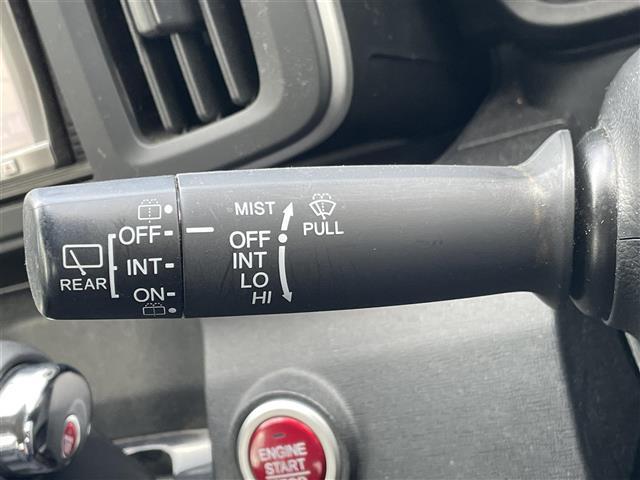 MIST
PULL
OFF
INT
LO
HI
OFF
INT
ON
REAR
ENGINE
START